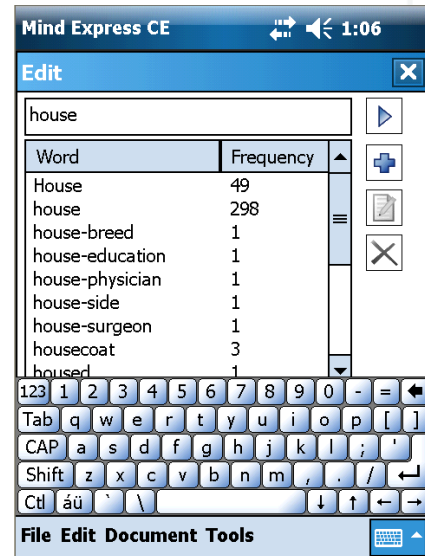 Mind Express CE 1:06
Edit
house
Word Frequency
House 49
house 298
house-breed 1
house-education 1
house-physician 1
house-side 1
house-surgeon 1
housecoat 3
housed 1
123 1 2 3 4 5 6 7 8 9 0 - = ←
Tab q w e r t y u i o p [ ]
CAP a s d f g h j k l ; '
Shift z x c v b n m , . / ↵
Ctl áü ` \ ↓ ↑ ← →
File Edit Document Tools